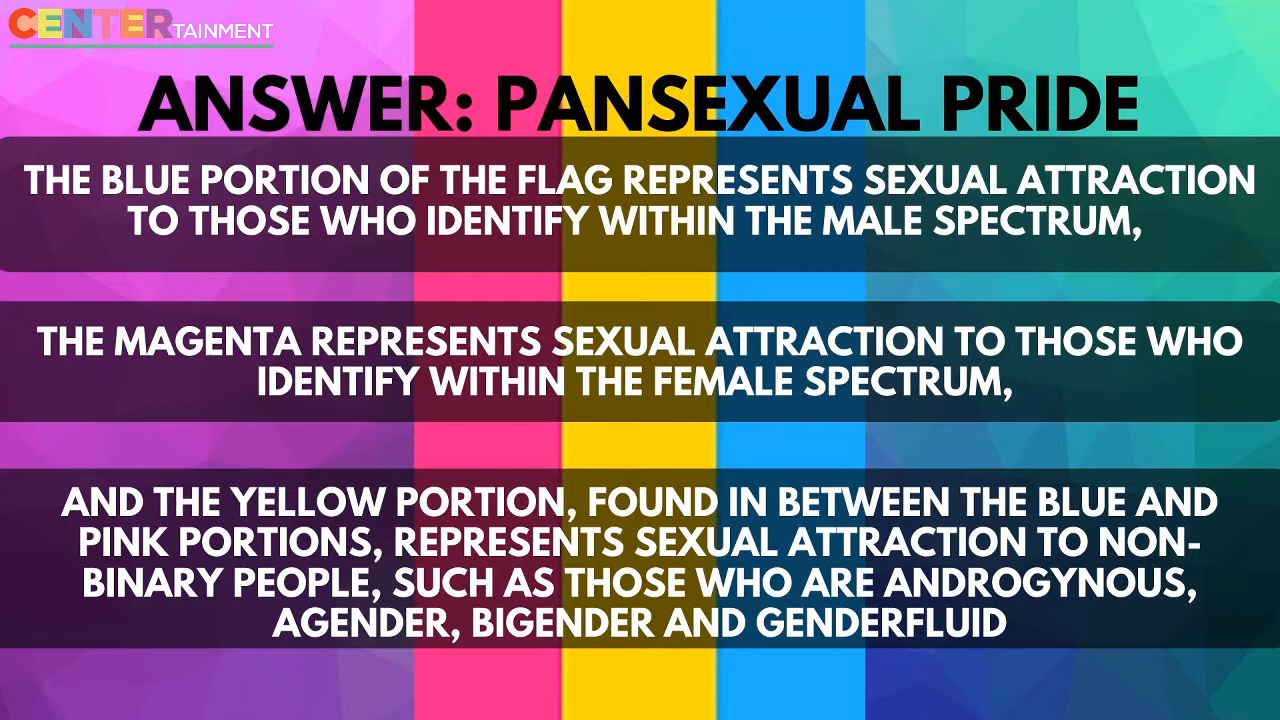 CENTERTAINMENT
ANSWER: PANSEXUAL PRIDE
THE BLUE PORTION OF THE FLAG REPRESENTS SEXUAL ATTRACTION
TO THOSE WHO IDENTIFY WITHIN THE MALE SPECTRUM,
THE MAGENTA REPRESENTS SEXUAL ATTRACTION TO THOSE WHO
IDENTIFY WITHIN THE FEMALE SPECTRUM,
AND THE YELLOW PORTION, FOUND IN BETWEEN THE BLUE AND
PINK PORTIONS, REPRESENTS SEXUAL ATTRACTION TO NON-
BINARY PEOPLE, SUCH AS THOSE WHO ARE ANDROGYNOUS,
AGENDER, BIGENDER AND GENDERFLUID